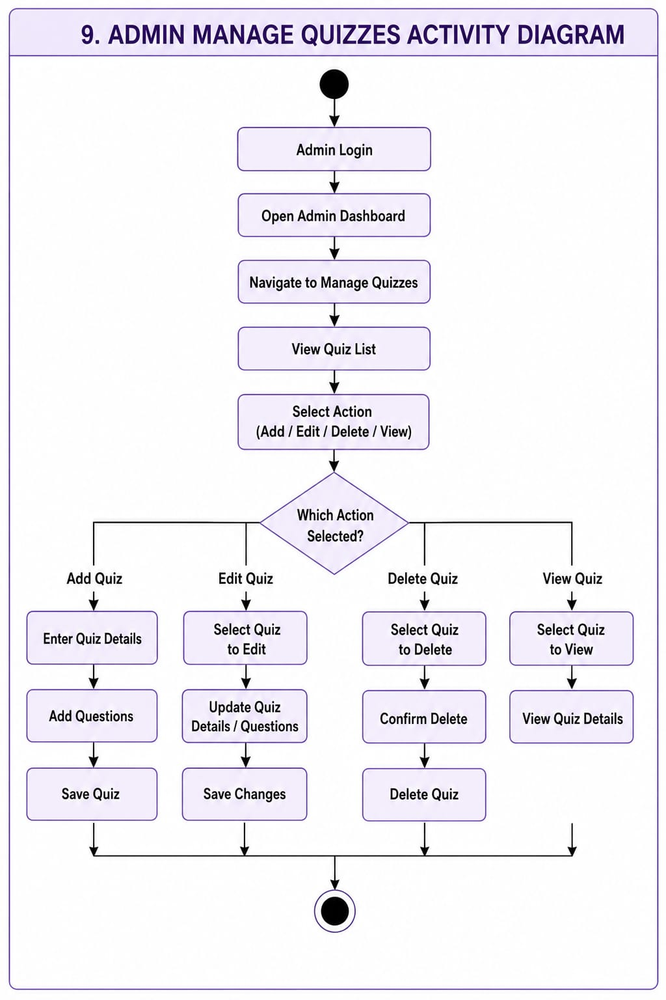 9. ADMIN MANAGE QUIZZES ACTIVITY DIAGRAM
Admin Login
Open Admin Dashboard
Navigate to Manage Quizzes
View Quiz List
Select Action
(Add / Edit / Delete / View)
Which Action
Selected?
Add Quiz
Enter Quiz Details
Add Questions
Save Quiz
Edit Quiz
Select Quiz
to Edit
Update Quiz
Details / Questions
Save Changes
Delete Quiz
Select Quiz
to Delete
Confirm Delete
Delete Quiz
View Quiz
Select Quiz
to View
View Quiz Details